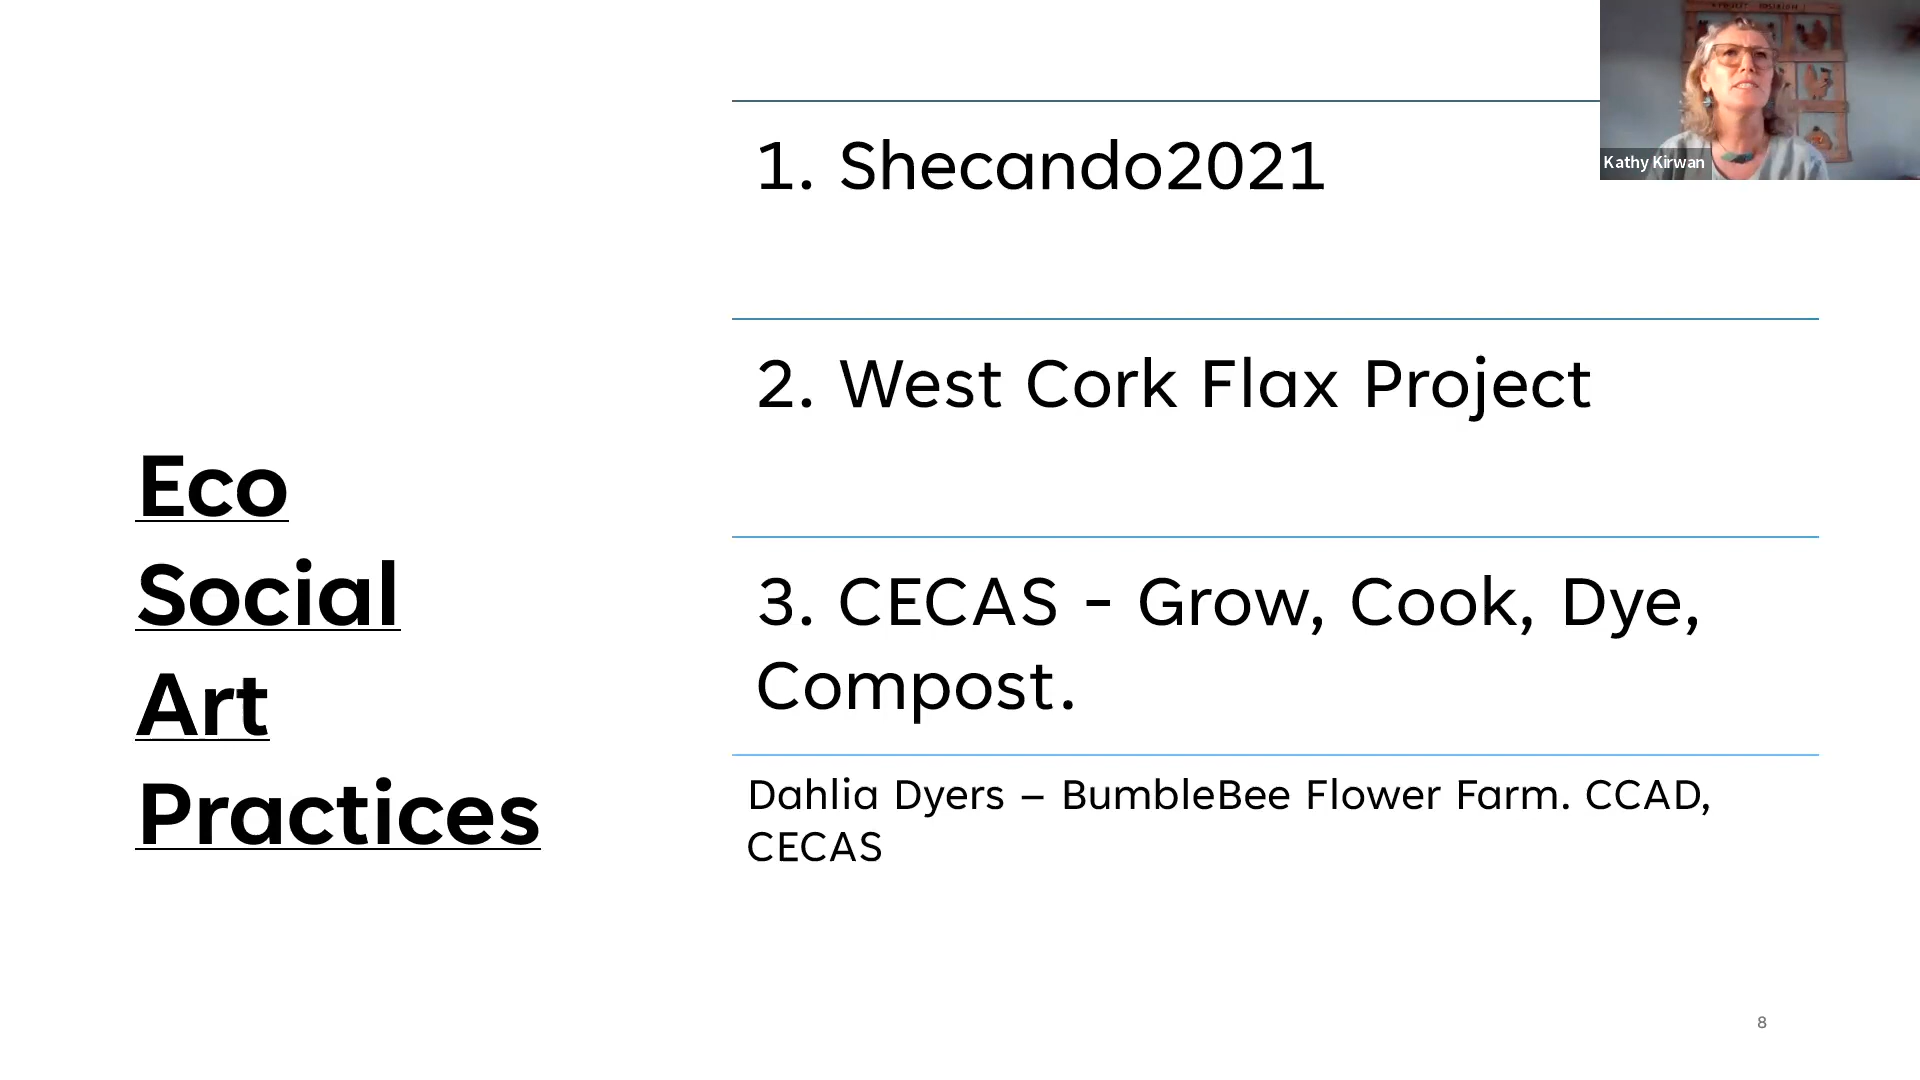 Eco
Social
Art
Practices
1. Shecando2021
2. West Cork Flax Project
3. CECAS - Grow, Cook, Dye,
Compost.
Dahlia Dyers – BumbleBee Flower Farm. CCAD,
CECAS
Kathy Kirwan
8